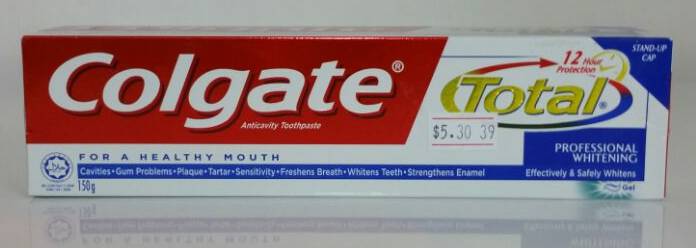 Colgate®
Anticavity Toothpaste
12 Hour
Protection
STAND-UP
CAP
Total®
$5.30 39
PROFESSIONAL
WHITENING
FOR A HEALTHY MOUTH
Cavities•Gum Problems•Plaque•Tartar•Sensitivity•Freshens Breath•Whitens Teeth•Strengthens Enamel
Effectively & Safely Whitens
150g
Gel